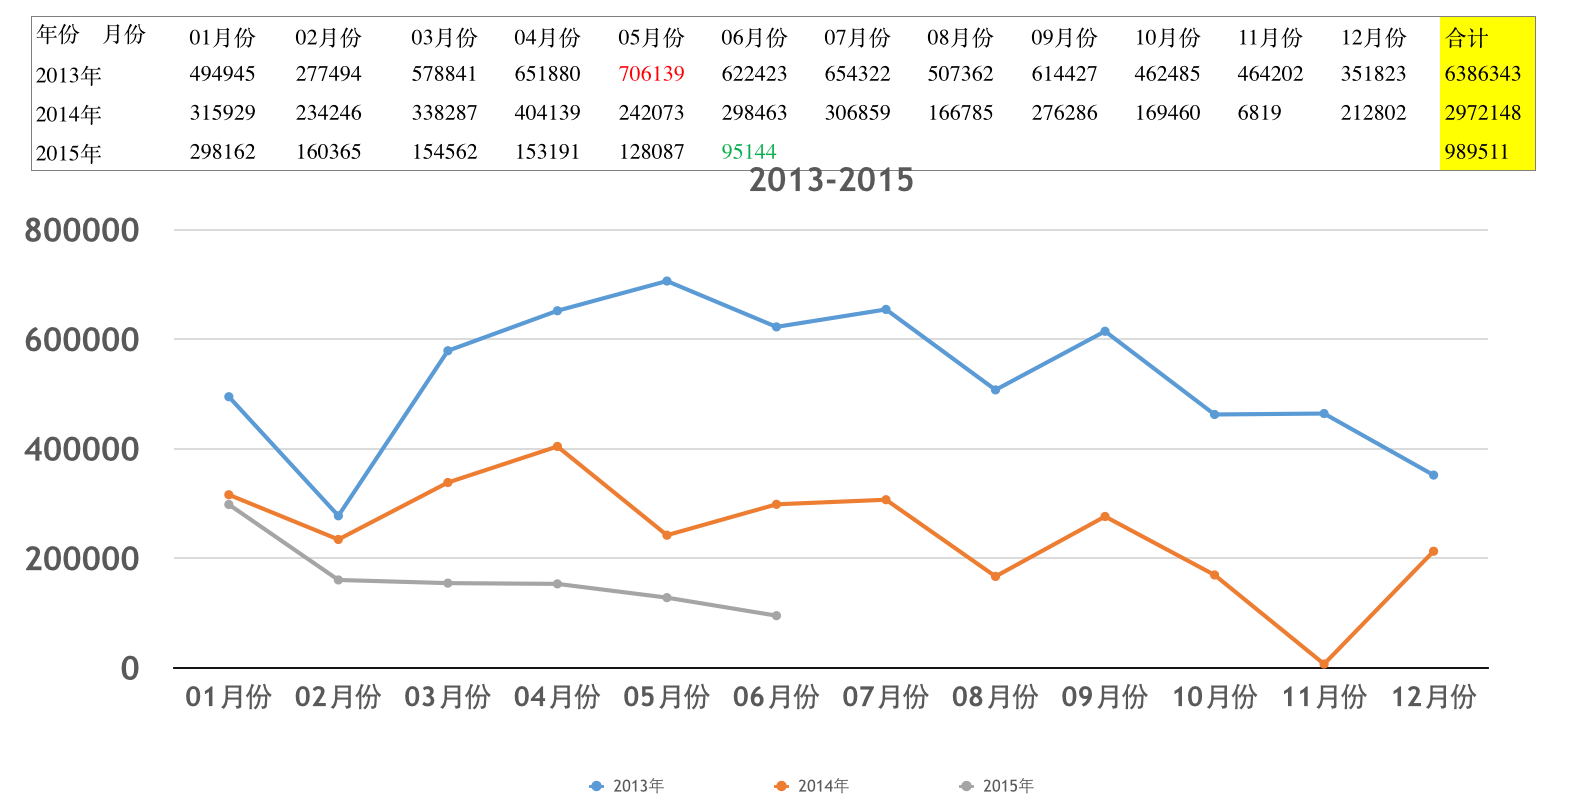 年份 月份 01月份 02月份 03月份 04月份 05月份 06月份 07月份 08月份 09月份 10月份 11月份 12月份 合计
2013年 494945 277494 578841 651880 706139 622423 654322 507362 614427 462485 464202 351823 6386343
2014年 315929 234246 338287 404139 242073 298463 306859 166785 276286 169460 6819 212802 2972148
2015年 298162 160365 154562 153191 128087 95144 989511
2013-2015
800000
600000
400000
200000
0
01月份 02月份 03月份 04月份 05月份 06月份 07月份 08月份 09月份 10月份 11月份 12月份
2013年 2014年 2015年